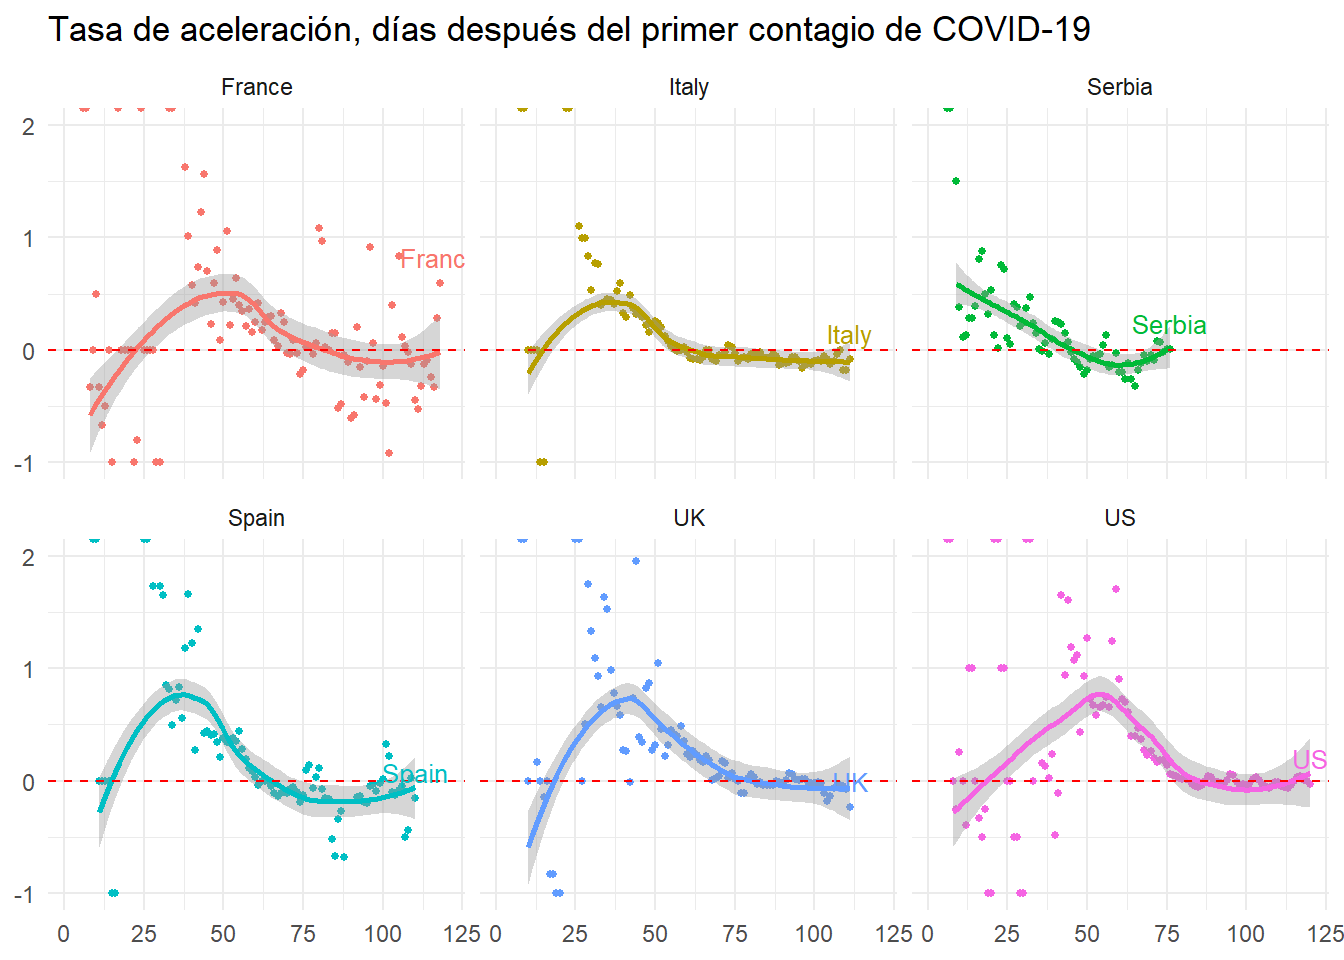 Tasa de aceleración, días después del primer contagio de COVID-19
France Italy Serbia
2
1
0
-1
Franc
Italy
Serbia
Spain UK US
2
1
0
-1
Spain
UK
US
0 25 50 75 100 125 0 25 50 75 100 125 0 25 50 75 100 125